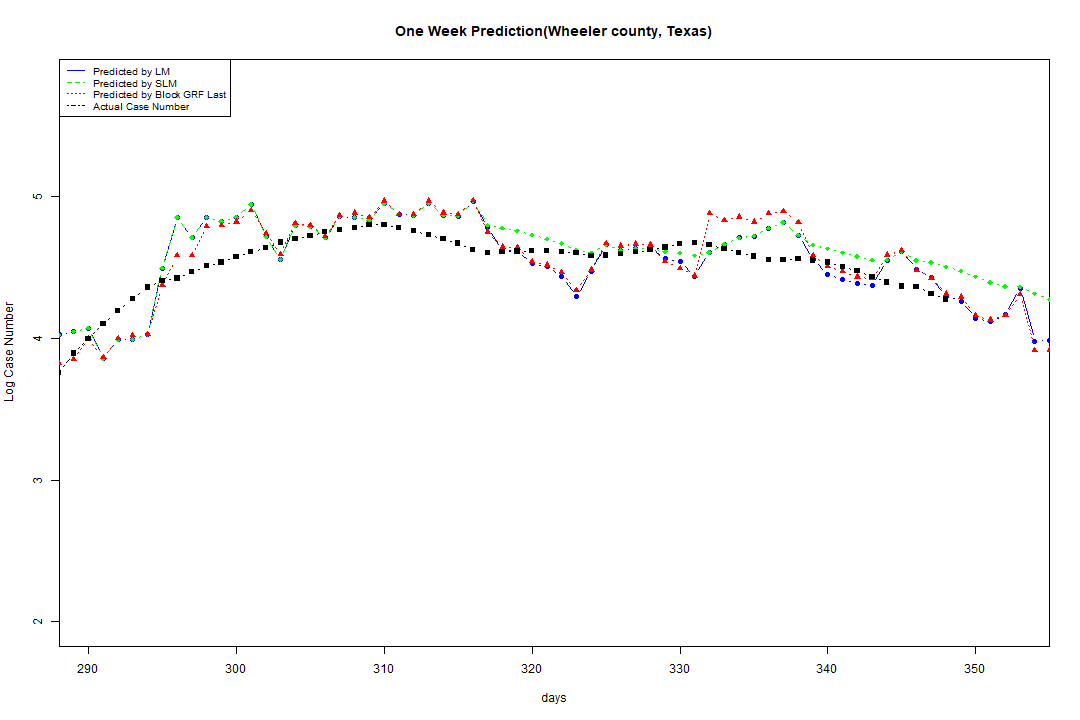 One Week Prediction(Wheeler county, Texas)
Predicted by LM
Predicted by SLM
Predicted by Block GRF Last
Actual Case Number
5
4
3
2
Log Case Number
290 300 310 320 330 340 350
days